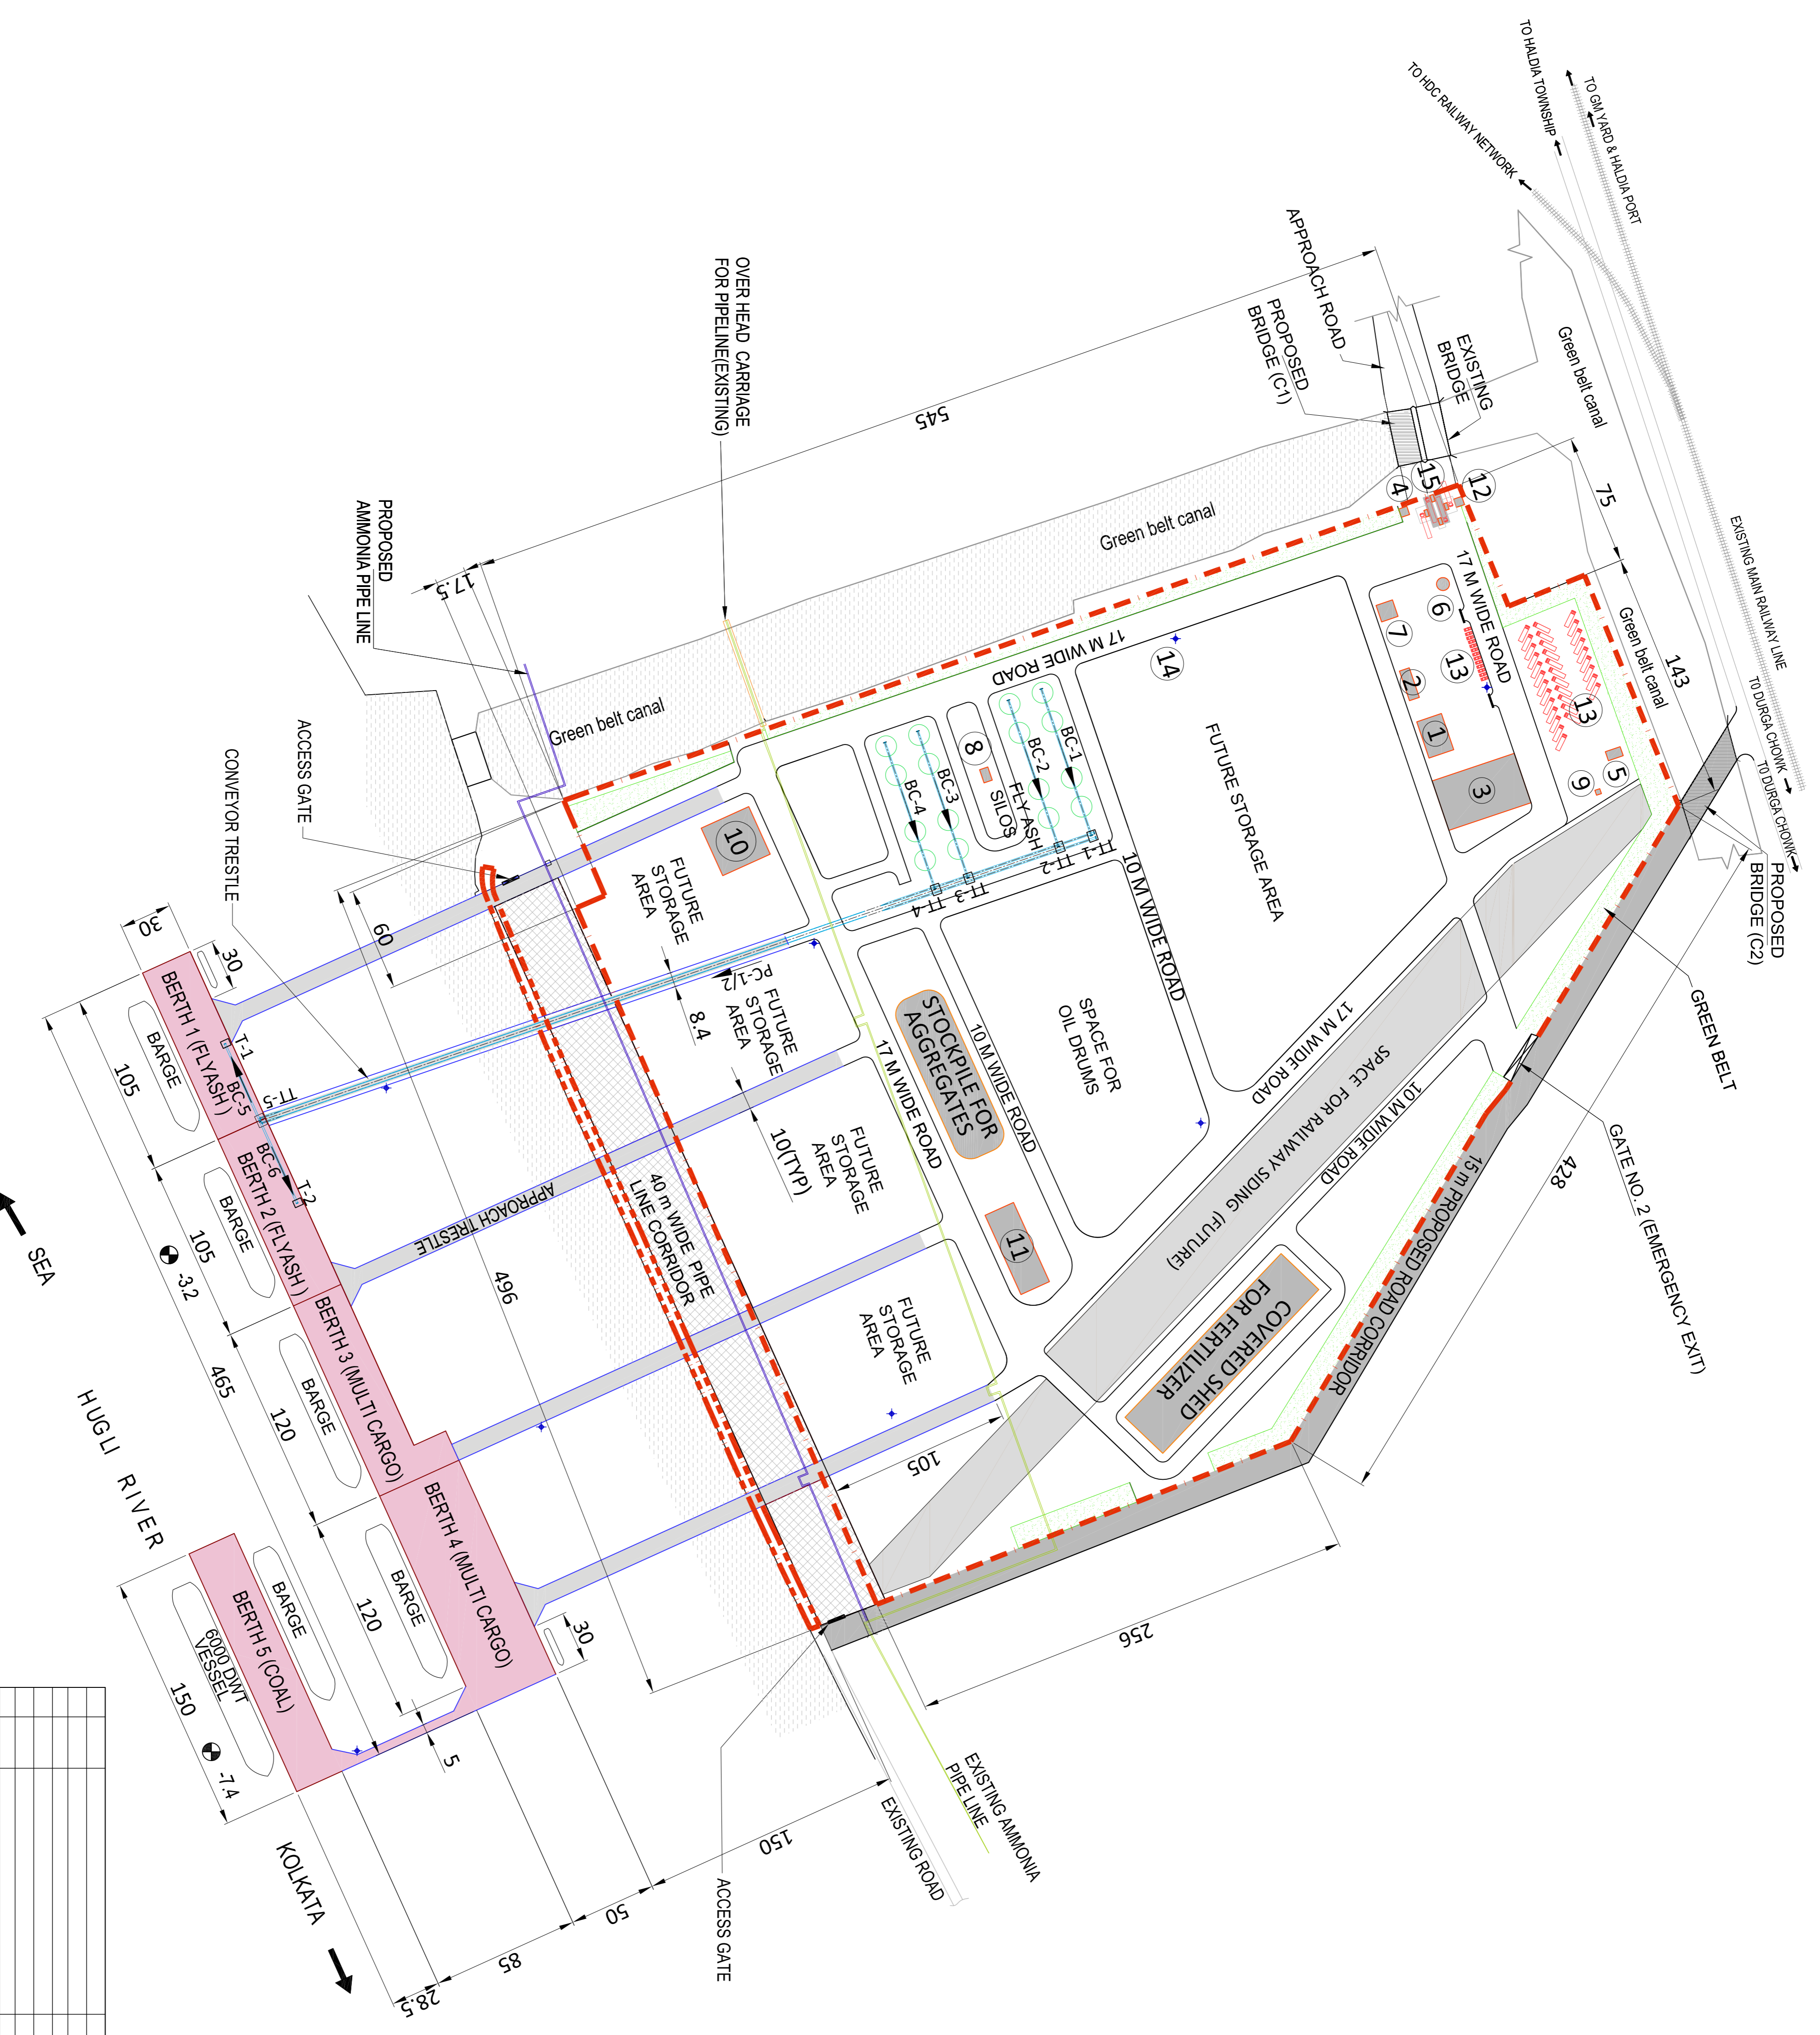 TO HALDIA TOWNSHIP
TO GM YARD & HALDIA PORT
TO HDC RAILWAY NETWORK
Green belt canal
EXISTING MAIN RAILWAY LINE
TO DURGA CHOWK
TO DURGA CHOWK
APPROACH ROAD
PROPOSED
BRIDGE (C1)
EXISTING
BRIDGE
OVER HEAD CARRIAGE
FOR PIPELINE(EXISTING)
545
75
143
Green belt canal
Green belt canal
4
15
12
17 M WIDE ROAD
6
7
13
2
1
3
13
5
9
PROPOSED
BRIDGE (C2)
GREEN BELT
PROPOSED
AMMONIA PIPE LINE
17.5
Green belt canal
17 M WIDE ROAD
14
FUTURE STORAGE AREA
BC-1
BC-2
FLY ASH
SILOS
8
BC-3
BC-4
TT-1
TT-2
TT-3
TT-4
10 M WIDE ROAD
ACCESS GATE
CONVEYOR TRESTLE
10
FUTURE
STORAGE
AREA
PC-1/2
8.4
FUTURE
STORAGE
AREA
10(TYP)
FUTURE
STORAGE
AREA
FUTURE
STORAGE
AREA
STOCKPILE FOR
AGGREGATES
17 M WIDE ROAD
10 M WIDE ROAD
SPACE FOR
OIL DRUMS
17 M WIDE ROAD
SPACE FOR RAILWAY SIDING (FUTURE)
10 M WIDE ROAD
11
COVERED SHED
FOR FERTILIZER
15 m PROPOSED ROAD CORRIDOR
GATE NO.: 2 (EMERGENCY EXIT)
428
256
105
60
496
40 m WIDE PIPE
LINE CORRIDOR
APPROACH TRESTLE
30
30
BERTH 1 (FLYASH )
T-1
BC-5
TT-5
BC-6
T-2
BERTH 2 (FLYASH )
BERTH 3 (MULTI CARGO)
BERTH 4 (MULTI CARGO)
BERTH 5 (COAL)
BARGE
BARGE
BARGE
BARGE
BARGE
6000 DWT
VESSEL
105
105
120
120
465
150
-3.2
-7.4
5
30
SEA
HUGLI RIVER
KOLKATA
28.5
85
50
150
ACCESS GATE
EXISTING ROAD
EXISTING AMMONIA
PIPE LINE